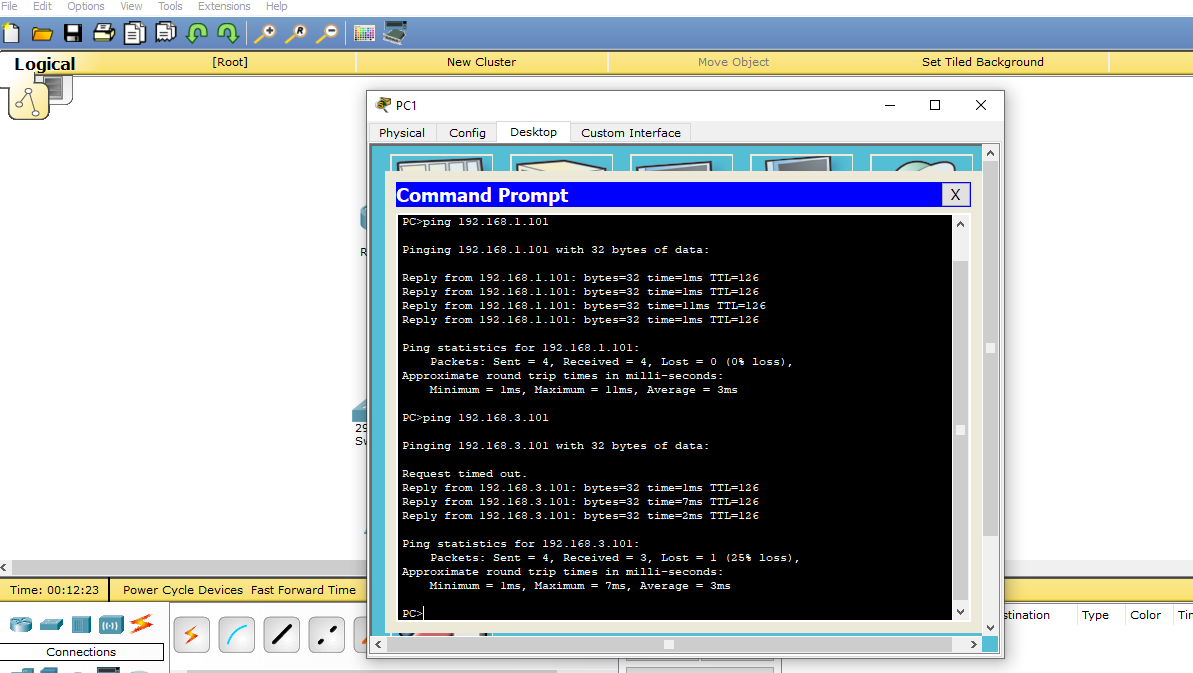 File Edit Options View Tools Extensions Help
Logical [Root] New Cluster Move Object Set Tiled Background
PC1
Physical Config Desktop Custom Interface
Command Prompt X
PC>ping 192.168.1.101
Pinging 192.168.1.101 with 32 bytes of data:
Reply from 192.168.1.101: bytes=32 time=1ms TTL=126
Reply from 192.168.1.101: bytes=32 time=1ms TTL=126
Reply from 192.168.1.101: bytes=32 time=11ms TTL=126
Reply from 192.168.1.101: bytes=32 time=1ms TTL=126
Ping statistics for 192.168.1.101:
Packets: Sent = 4, Received = 4, Lost = 0 (0% loss),
Approximate round trip times in milli-seconds:
Minimum = 1ms, Maximum = 11ms, Average = 3ms
PC>ping 192.168.3.101
Pinging 192.168.3.101 with 32 bytes of data:
Request timed out.
Reply from 192.168.3.101: bytes=32 time=1ms TTL=126
Reply from 192.168.3.101: bytes=32 time=7ms TTL=126
Reply from 192.168.3.101: bytes=32 time=2ms TTL=126
Ping statistics for 192.168.3.101:
Packets: Sent = 4, Received = 3, Lost = 1 (25% loss),
Approximate round trip times in milli-seconds:
Minimum = 1ms, Maximum = 7ms, Average = 3ms
PC>
Time: 00:12:23 Power Cycle Devices Fast Forward Time
Connections
Type Color